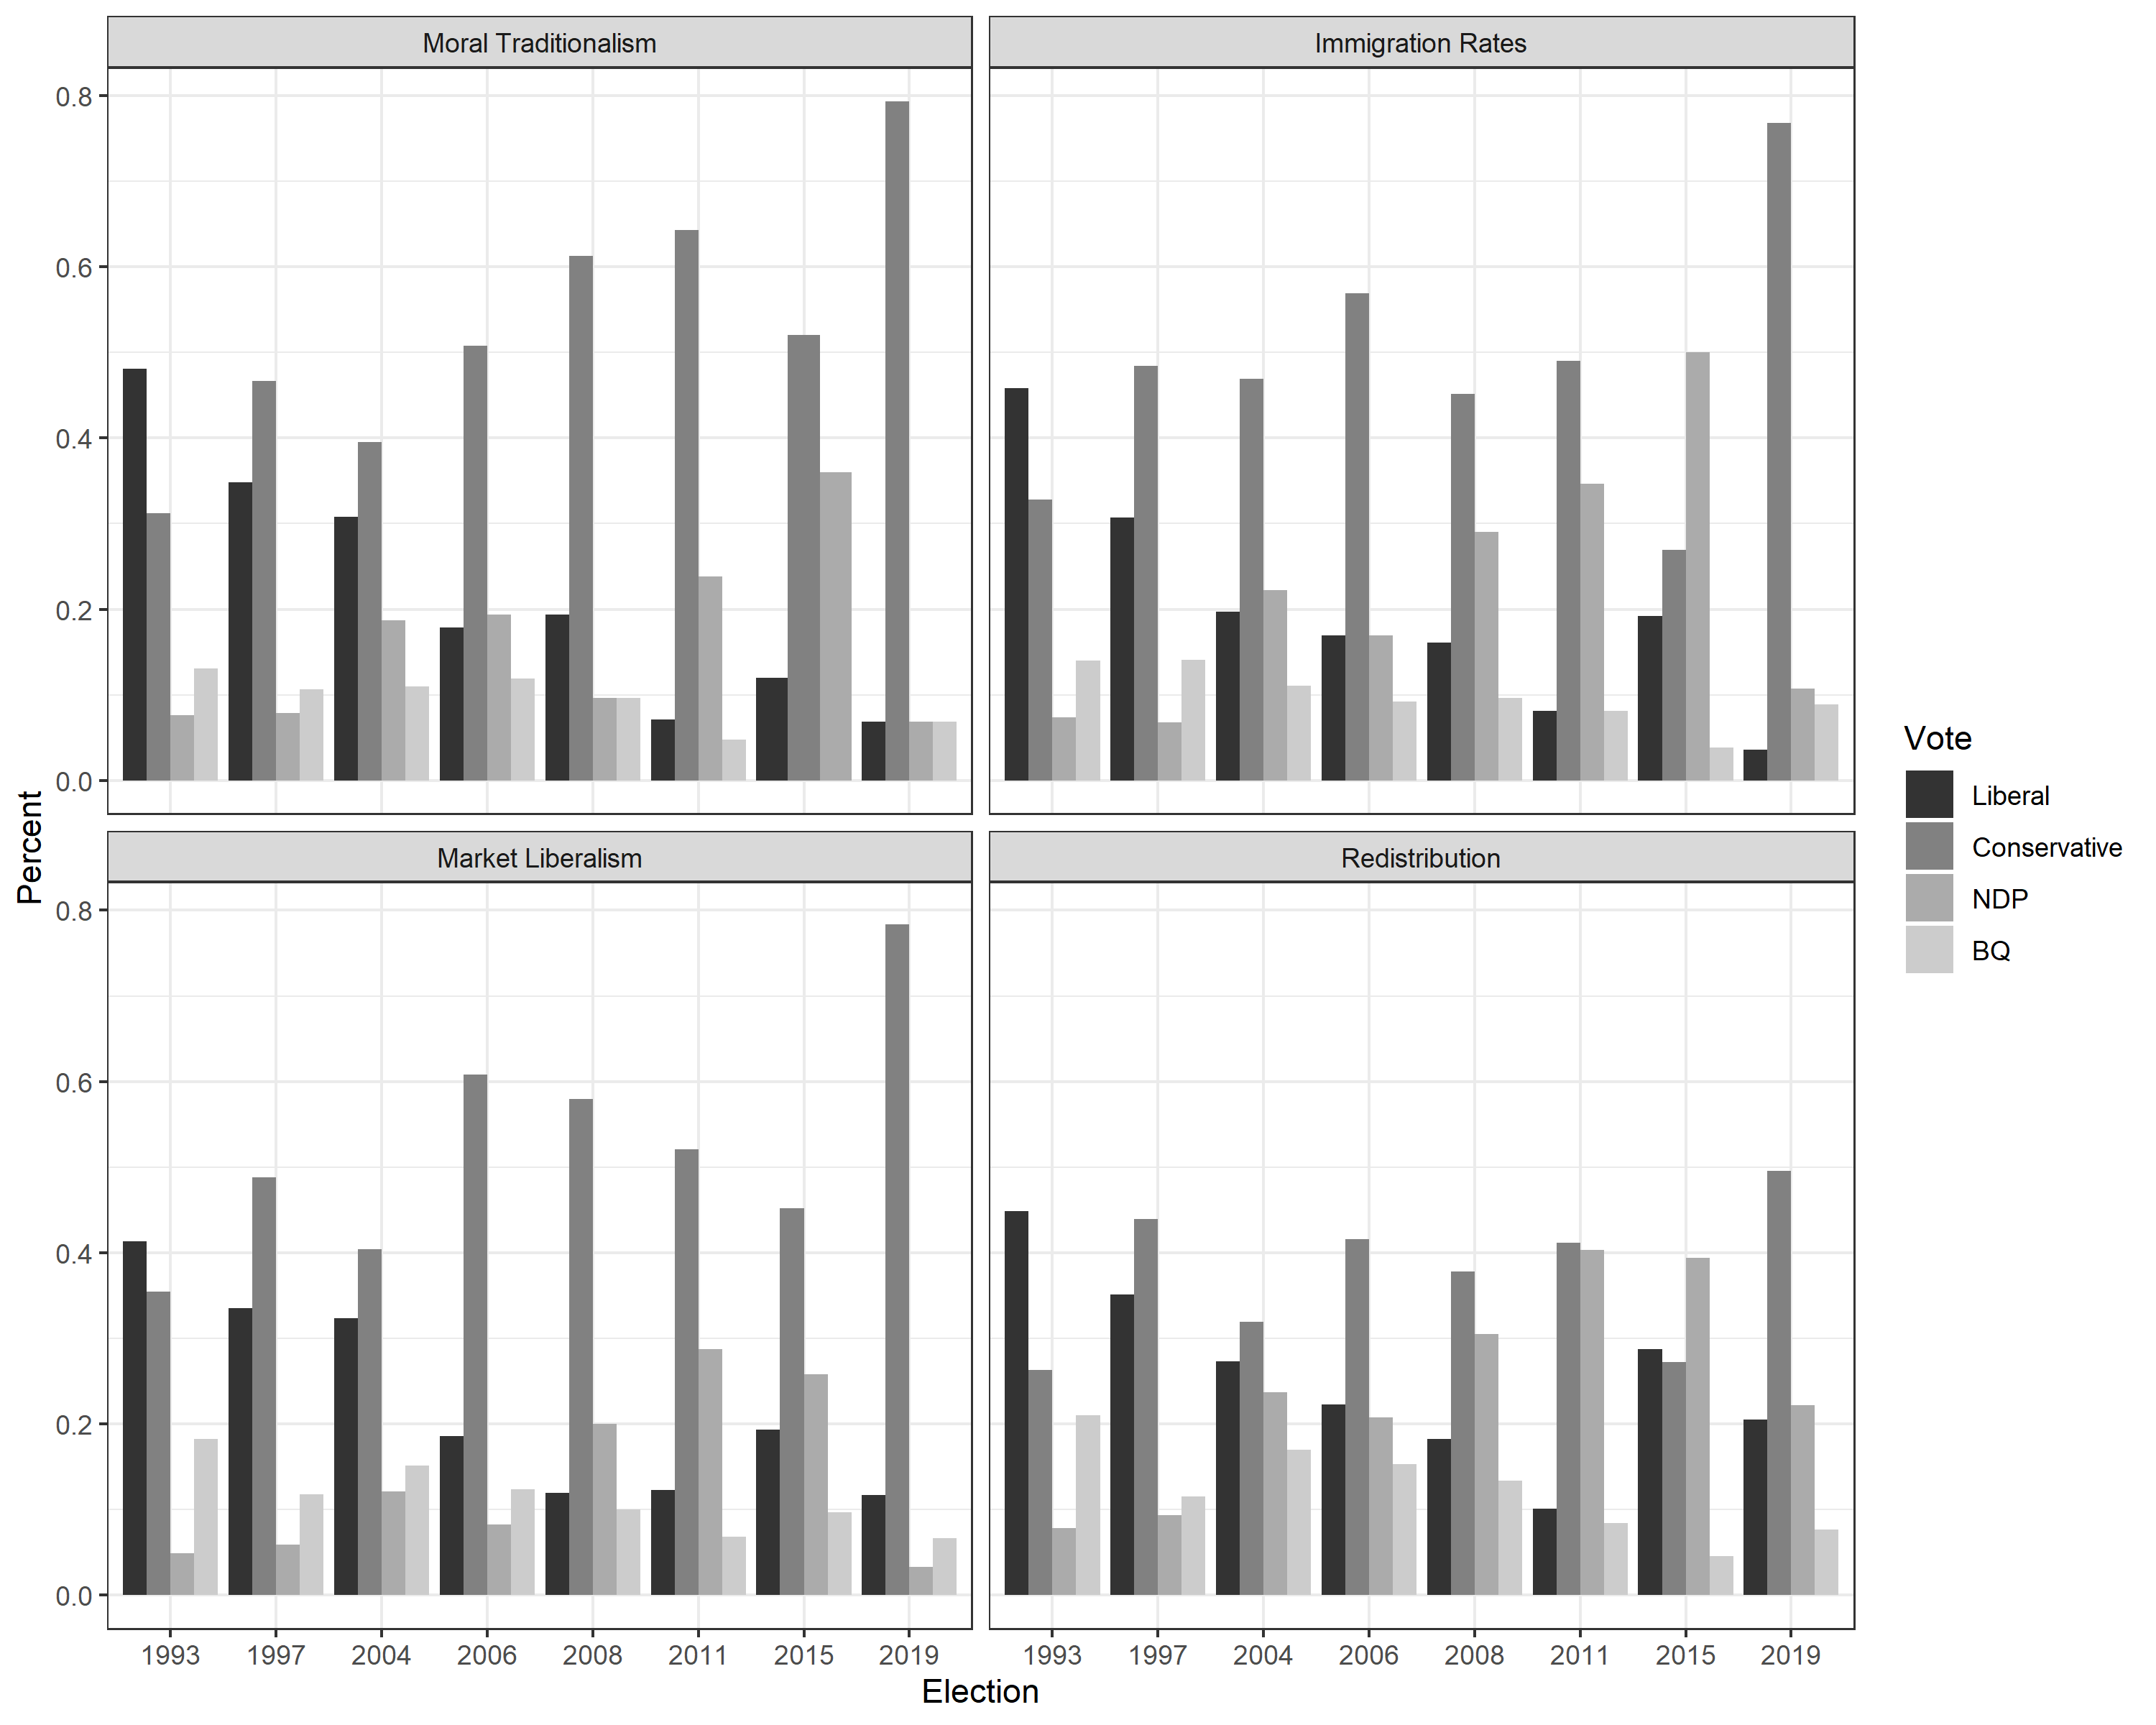 Moral Traditionalism
Immigration Rates
0.8
0.6
0.4
0.2
0.0
Market Liberalism
Redistribution
0.8
0.6
0.4
0.2
0.0
1993 1997 2004 2006 2008 2011 2015 2019
1993 1997 2004 2006 2008 2011 2015 2019
Election
Percent
Vote
Liberal
Conservative
NDP
BQ